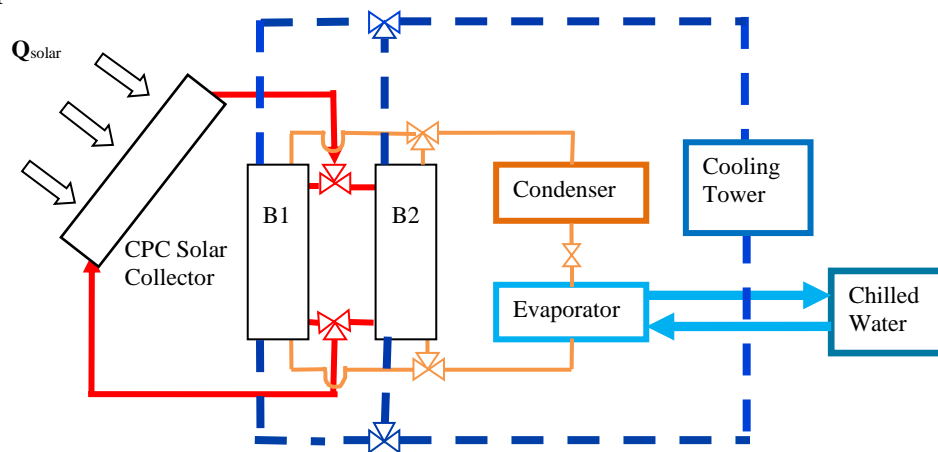 Qsolar
CPC Solar
Collector
B1
B2
Condenser
Evaporator
Cooling
Tower
Chilled
Water